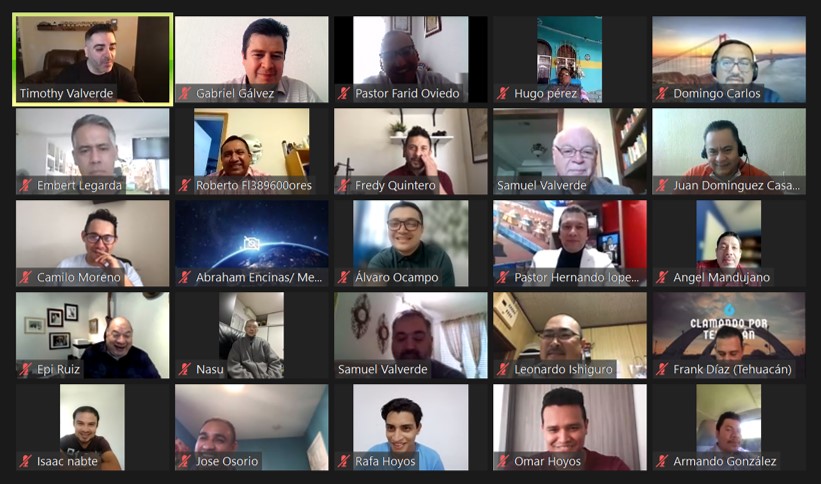 Timothy Valverde
Gabriel Gálvez
Pastor Farid Oviedo
Hugo pérez
Domingo Carlos
Embert Legarda
Roberto Fl389600ores
Fredy Quintero
Samuel Valverde
Juan Domínguez Casa...
Camilo Moreno
Abraham Encinas/ Me...
Álvaro Ocampo
Pastor Hernando lope...
Angel Mandujano
Epi Ruiz
Nasu
Samuel Valverde
Leonardo Ishiguro
CLAMANDO POR
Frank Díaz (Tehuacán)
Isaac nabte
Jose Osorio
Rafa Hoyos
Omar Hoyos
Armando González